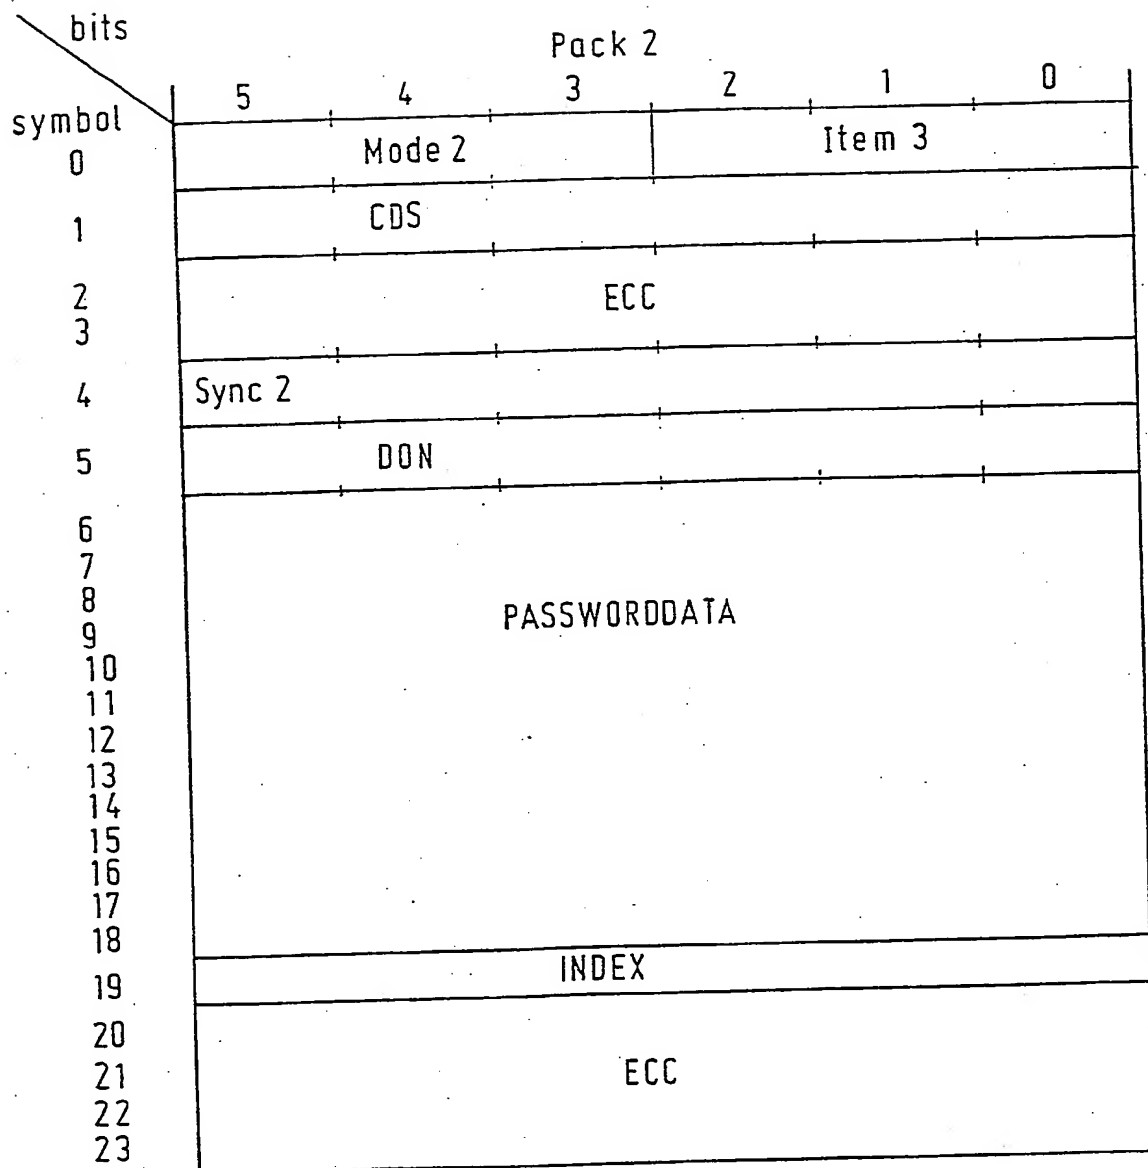 bits
Pack 2
5 4 3 2 1 0
symbol
0 Mode 2 Item 3
1 CDS
2
ECC
3
4 Sync 2
5 DON
6
7
8
PASSWORDDATA
9
10
11
12
13
14
15
16
17
18
19 INDEX
20
21 ECC
22
23